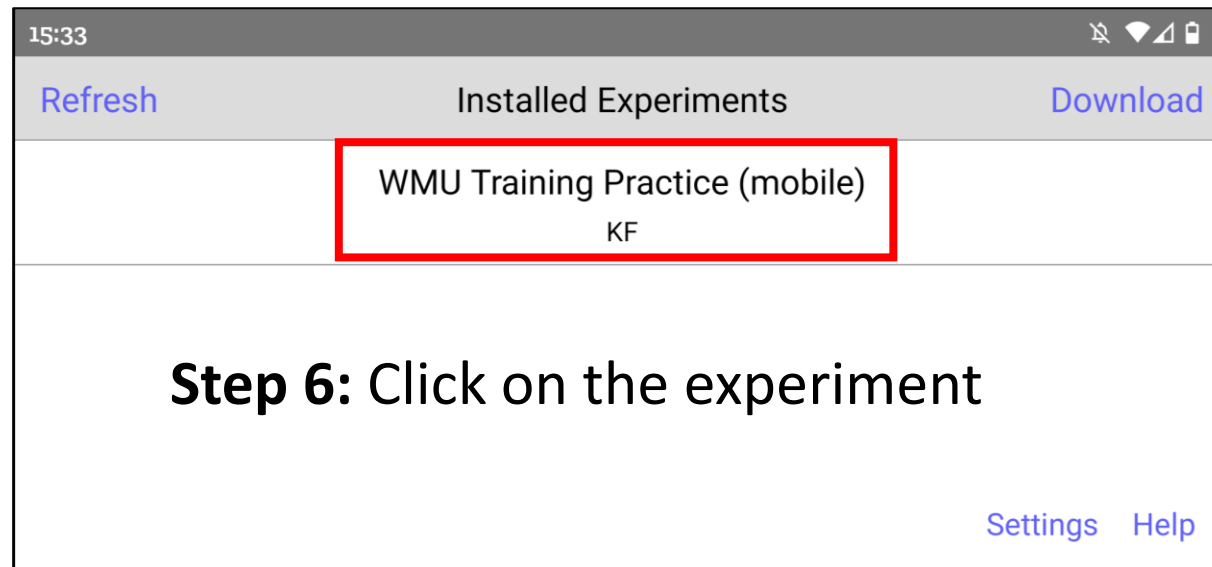 15:33
Refresh Installed Experiments Download
WMU Training Practice (mobile)
KF
Step 6: Click on the experiment
Settings Help